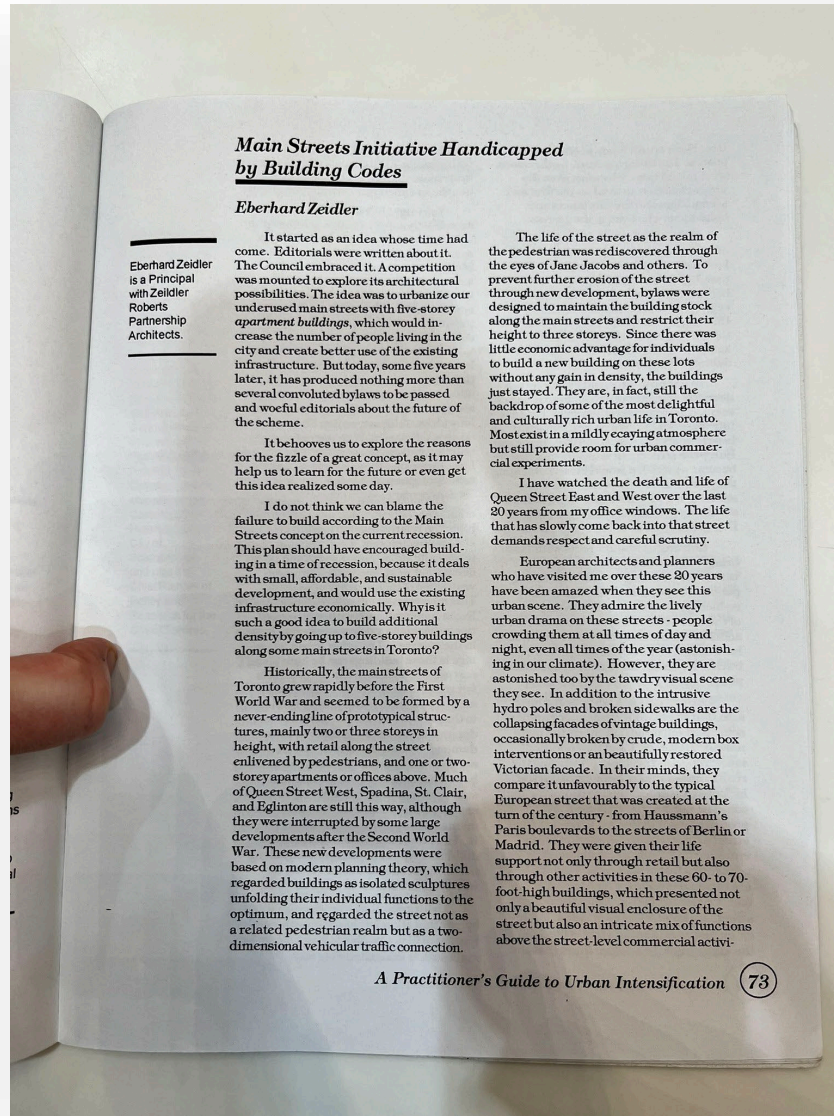 Main Streets Initiative Handicapped
by Building Codes
Eberhard Zeidler
Eberhard Zeidler
is a Principal
with Zeildler
Roberts
Partnership
Architects.
It started as an idea whose time had
come. Editorials were written about it.
The Council embraced it. A competition
was mounted to explore its architectural
possibilities. The idea was to urbanize our
underused main streets with five-storey
apartment buildings, which would in-
crease the number of people living in the
city and create better use of the existing
infrastructure. But today, some five years
later, it has produced nothing more than
several convoluted bylaws to be passed
and woeful editorials about the future of
the scheme.
It behooves us to explore the reasons
for the fizzle of a great concept, as it may
help us to learn for the future or even get
this idea realized some day.
I do not think we can blame the
failure to build according to the Main
Streets concept on the current recession.
This plan should have encouraged build-
ing in a time of recession, because it deals
with small, affordable, and sustainable
development, and would use the existing
infrastructure economically. Why is it
such a good idea to build additional
density by going up to five-storey buildings
along some main streets in Toronto?
Historically, the main streets of
Toronto grew rapidly before the First
World War and seemed to be formed by a
never-ending line of prototypical struc-
tures, mainly two or three storeys in
height, with retail along the street
enlivened by pedestrians, and one or two-
storey apartments or offices above. Much
of Queen Street West, Spadina, St. Clair,
and Eglinton are still this way, although
they were interrupted by some large
developments after the Second World
War. These new developments were
based on modern planning theory, which
regarded buildings as isolated sculptures
unfolding their individual functions to the
optimum, and regarded the street not as
a related pedestrian realm but as a two-
dimensional vehicular traffic connection.
The life of the street as the realm of
the pedestrian was rediscovered through
the eyes of Jane Jacobs and others. To
prevent further erosion of the street
through new development, bylaws were
designed to maintain the building stock
along the main streets and restrict their
height to three storeys. Since there was
little economic advantage for individuals
to build a new building on these lots
without any gain in density, the buildings
just stayed. They are, in fact, still the
backdrop of some of the most delightful
and culturally rich urban life in Toronto.
Most exist in a mildly ecaying atmosphere
but still provide room for urban commer-
cial experiments.
I have watched the death and life of
Queen Street East and West over the last
20 years from my office windows. The life
that has slowly come back into that street
demands respect and careful scrutiny.
European architects and planners
who have visited me over these 20 years
have been amazed when they see this
urban scene. They admire the lively
urban drama on these streets - people
crowding them at all times of day and
night, even all times of the year (astonish-
ing in our climate). However, they are
astonished too by the tawdry visual scene
they see. In addition to the intrusive
hydro poles and broken sidewalks are the
collapsing facades of vintage buildings,
occasionally broken by crude, modern box
interventions or an beautifully restored
Victorian facade. In their minds, they
compare it unfavourably to the typical
European street that was created at the
turn of the century - from Haussmann's
Paris boulevards to the streets of Berlin or
Madrid. They were given their life
support not only through retail but also
through other activities in these 60- to 70-
foot-high buildings, which presented not
only a beautiful visual enclosure of the
street but also an intricate mix of functions
above the street-level commercial activi-
A Practitioner's Guide to Urban Intensification 73